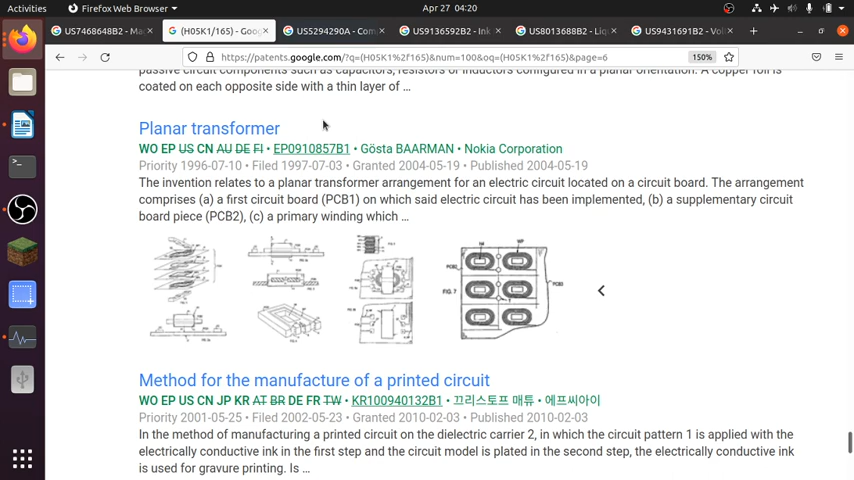 Activities
Firefox Web Browser
Apr 27 04:20
US7468648B2 - Ma
(H05K1/165) - Goog
US5294290A - Com
US9136592B2 - Ink
US8013688B2 - Li
US9431691B2 - Vol
https://patents.google.com/?q=(H05K1%2f165)&num=100&oq=(H05K1%2f165)&page=6
150%
passive circuit components such as capacitors, resistors or inductors configured in a planar orientation. A copper foil is
coated on each opposite side with a thin layer of ...
Planar transformer
WO EP US CN AU DE FI • EP0910857B1 • Gösta BAARMAN • Nokia Corporation
Priority 1996-07-10 • Filed 1997-07-03 • Granted 2004-05-19 • Published 2004-05-19
The invention relates to a planar transformer arrangement for an electric circuit located on a circuit board. The arrangement
comprises (a) a first circuit board (PCB1) on which said electric circuit has been implemented, (b) a supplementary circuit
board piece (PCB2), (c) a primary winding which ...
PCB2
FIG. 7
Method for the manufacture of a printed circuit
WO EP US CN JP KR AT BR DE FR TW • KR100940132B1 • 끄리스토프 매튜 • 에프씨아이
Priority 2001-05-25 • Filed 2002-05-23 • Granted 2010-02-03 • Published 2010-02-03
In the method of manufacturing a printed circuit on the dielectric carrier 2, in which the circuit pattern 1 is applied with the
electrically conductive ink in the first step and the circuit model is plated in the second step, the electrically conductive ink
is used for gravure printing. Is ...